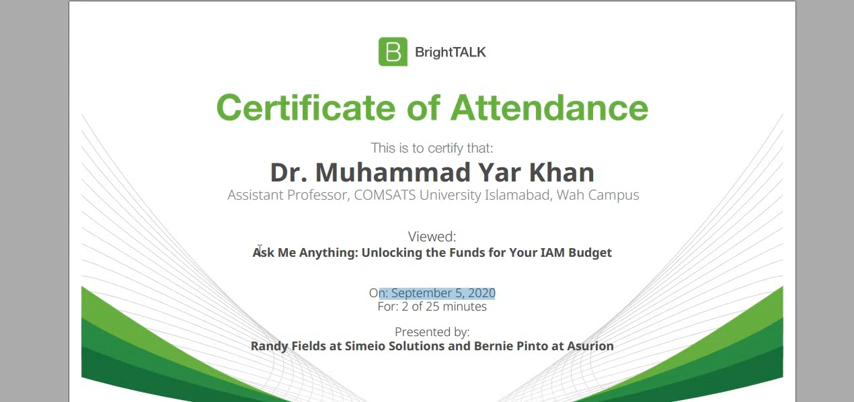 BrightTALK
Certificate of Attendance
This is to certify that:
Dr. Muhammad Yar Khan
Assistant Professor, COMSATS University Islamabad, Wah Campus
Viewed:
Ask Me Anything: Unlocking the Funds for Your IAM Budget
On: September 5, 2020
For: 2 of 25 minutes
Presented by:
Randy Fields at Simeio Solutions and Bernie Pinto at Asurion